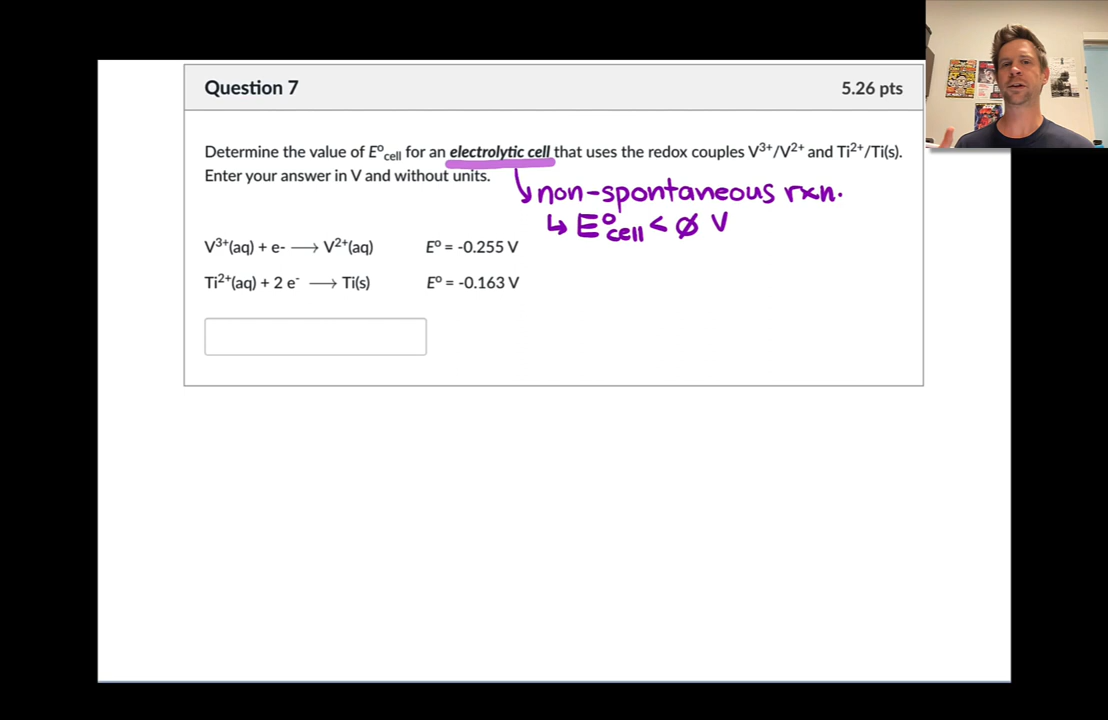 Question 7 5.26 pts
Determine the value of E°cell for an electrolytic cell that uses the redox couples V3+/V2+ and Ti2+/Ti(s).
Enter your answer in V and without units.
↳ non-spontaneous rxn.
↳ E°cell < 0 V
V3+(aq) + e- ⟶ V2+(aq) E° = -0.255 V
Ti2+(aq) + 2 e- ⟶ Ti(s) E° = -0.163 V